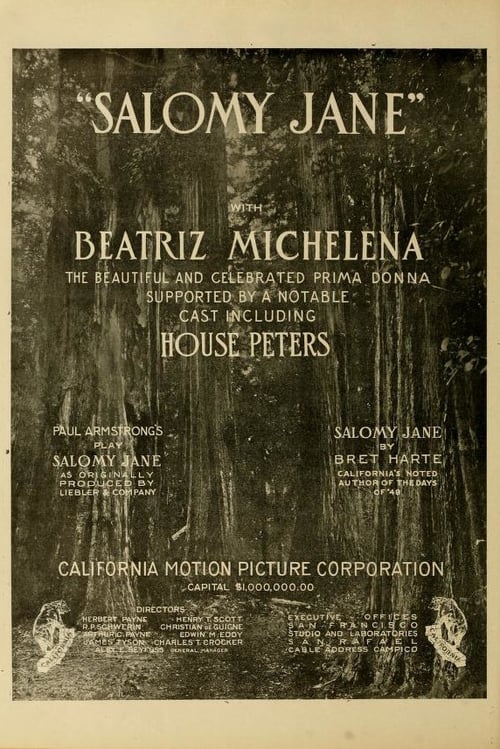 "SALOMY JANE"
WITH
BEATRIZ MICHELENA
THE BEAUTIFUL AND CELEBRATED PRIMA DONNA
SUPPORTED BY A NOTABLE
CAST INCLUDING
HOUSE PETERS
PAUL ARMSTRONG'S
PLAY
SALOMY JANE
AS ORIGINALLY
PRODUCED BY
LIEBLER & COMPANY
SALOMY JANE
BY
BRET HARTE
CALIFORNIA'S NOTED
AUTHOR OF THE DAYS
OF '49
CALIFORNIA MOTION PICTURE CORPORATION
CAPITAL $1,000,000.00
DIRECTORS
HERBERT PAYNE HENRY T. SCOTT
R.P. SCHWERIN CHRISTIAN de GUIGNE
ARTHUR C. PAYNE EDWIN M. EDDY
JAMES TYSON CHARLES T. CROCKER
ALEX. E. BEYFUSS GENERAL MANAGER
EXECUTIVE OFFICES
SAN FRANCISCO
STUDIO AND LABORATORIES
SAN RAFAEL
CABLE ADDRESS CAMPICO
CALIFORNIA
CALIFORNIA